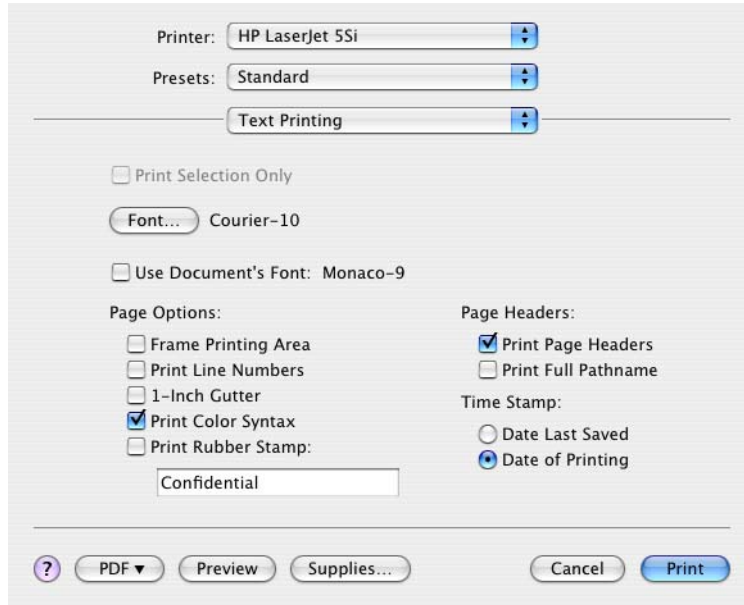 Printer: HP LaserJet 5Si
Presets: Standard
Text Printing
Print Selection Only
Font... Courier-10
Use Document's Font: Monaco-9
Page Options:
Frame Printing Area
Print Line Numbers
1-Inch Gutter
Print Color Syntax
Print Rubber Stamp:
Confidential
Page Headers:
Print Page Headers
Print Full Pathname
Time Stamp:
Date Last Saved
Date of Printing
? PDF ▼ Preview Supplies... Cancel Print